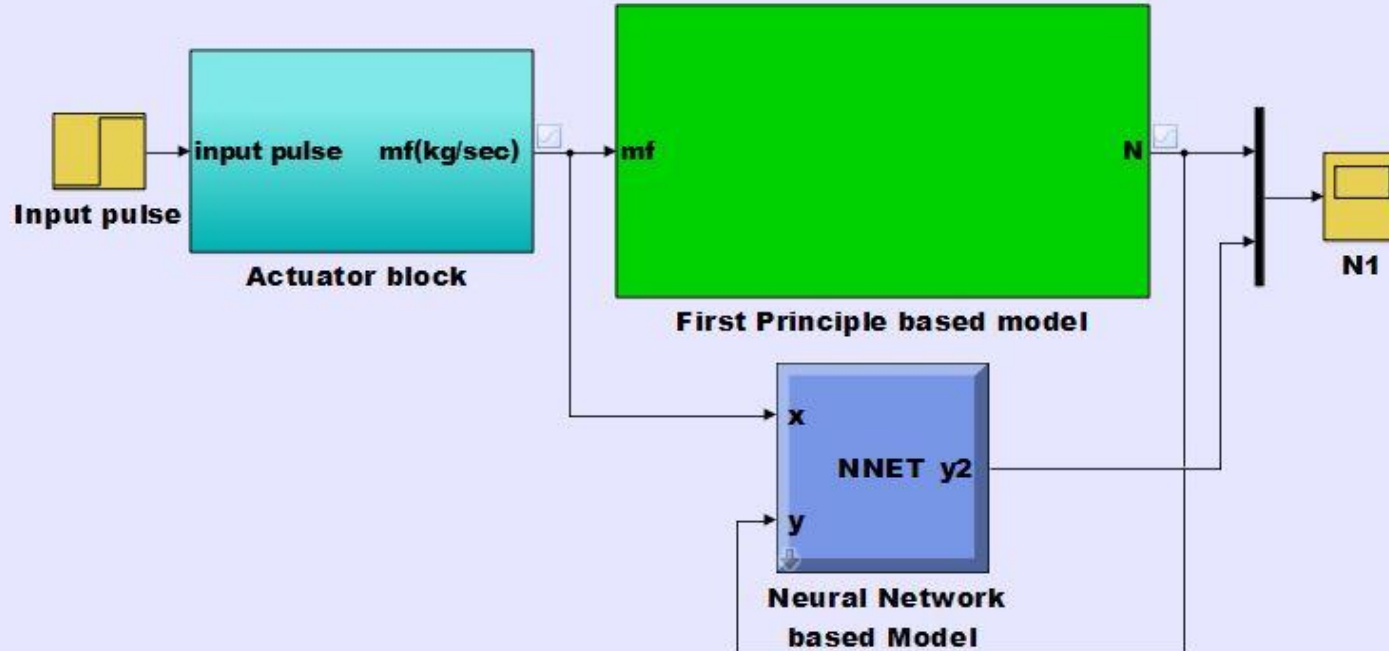 input pulse
mf(kg/sec)
mf
N
Input pulse
Actuator block
N1
First Principle based model
x
NNET y2
y
Neural Network
based Model